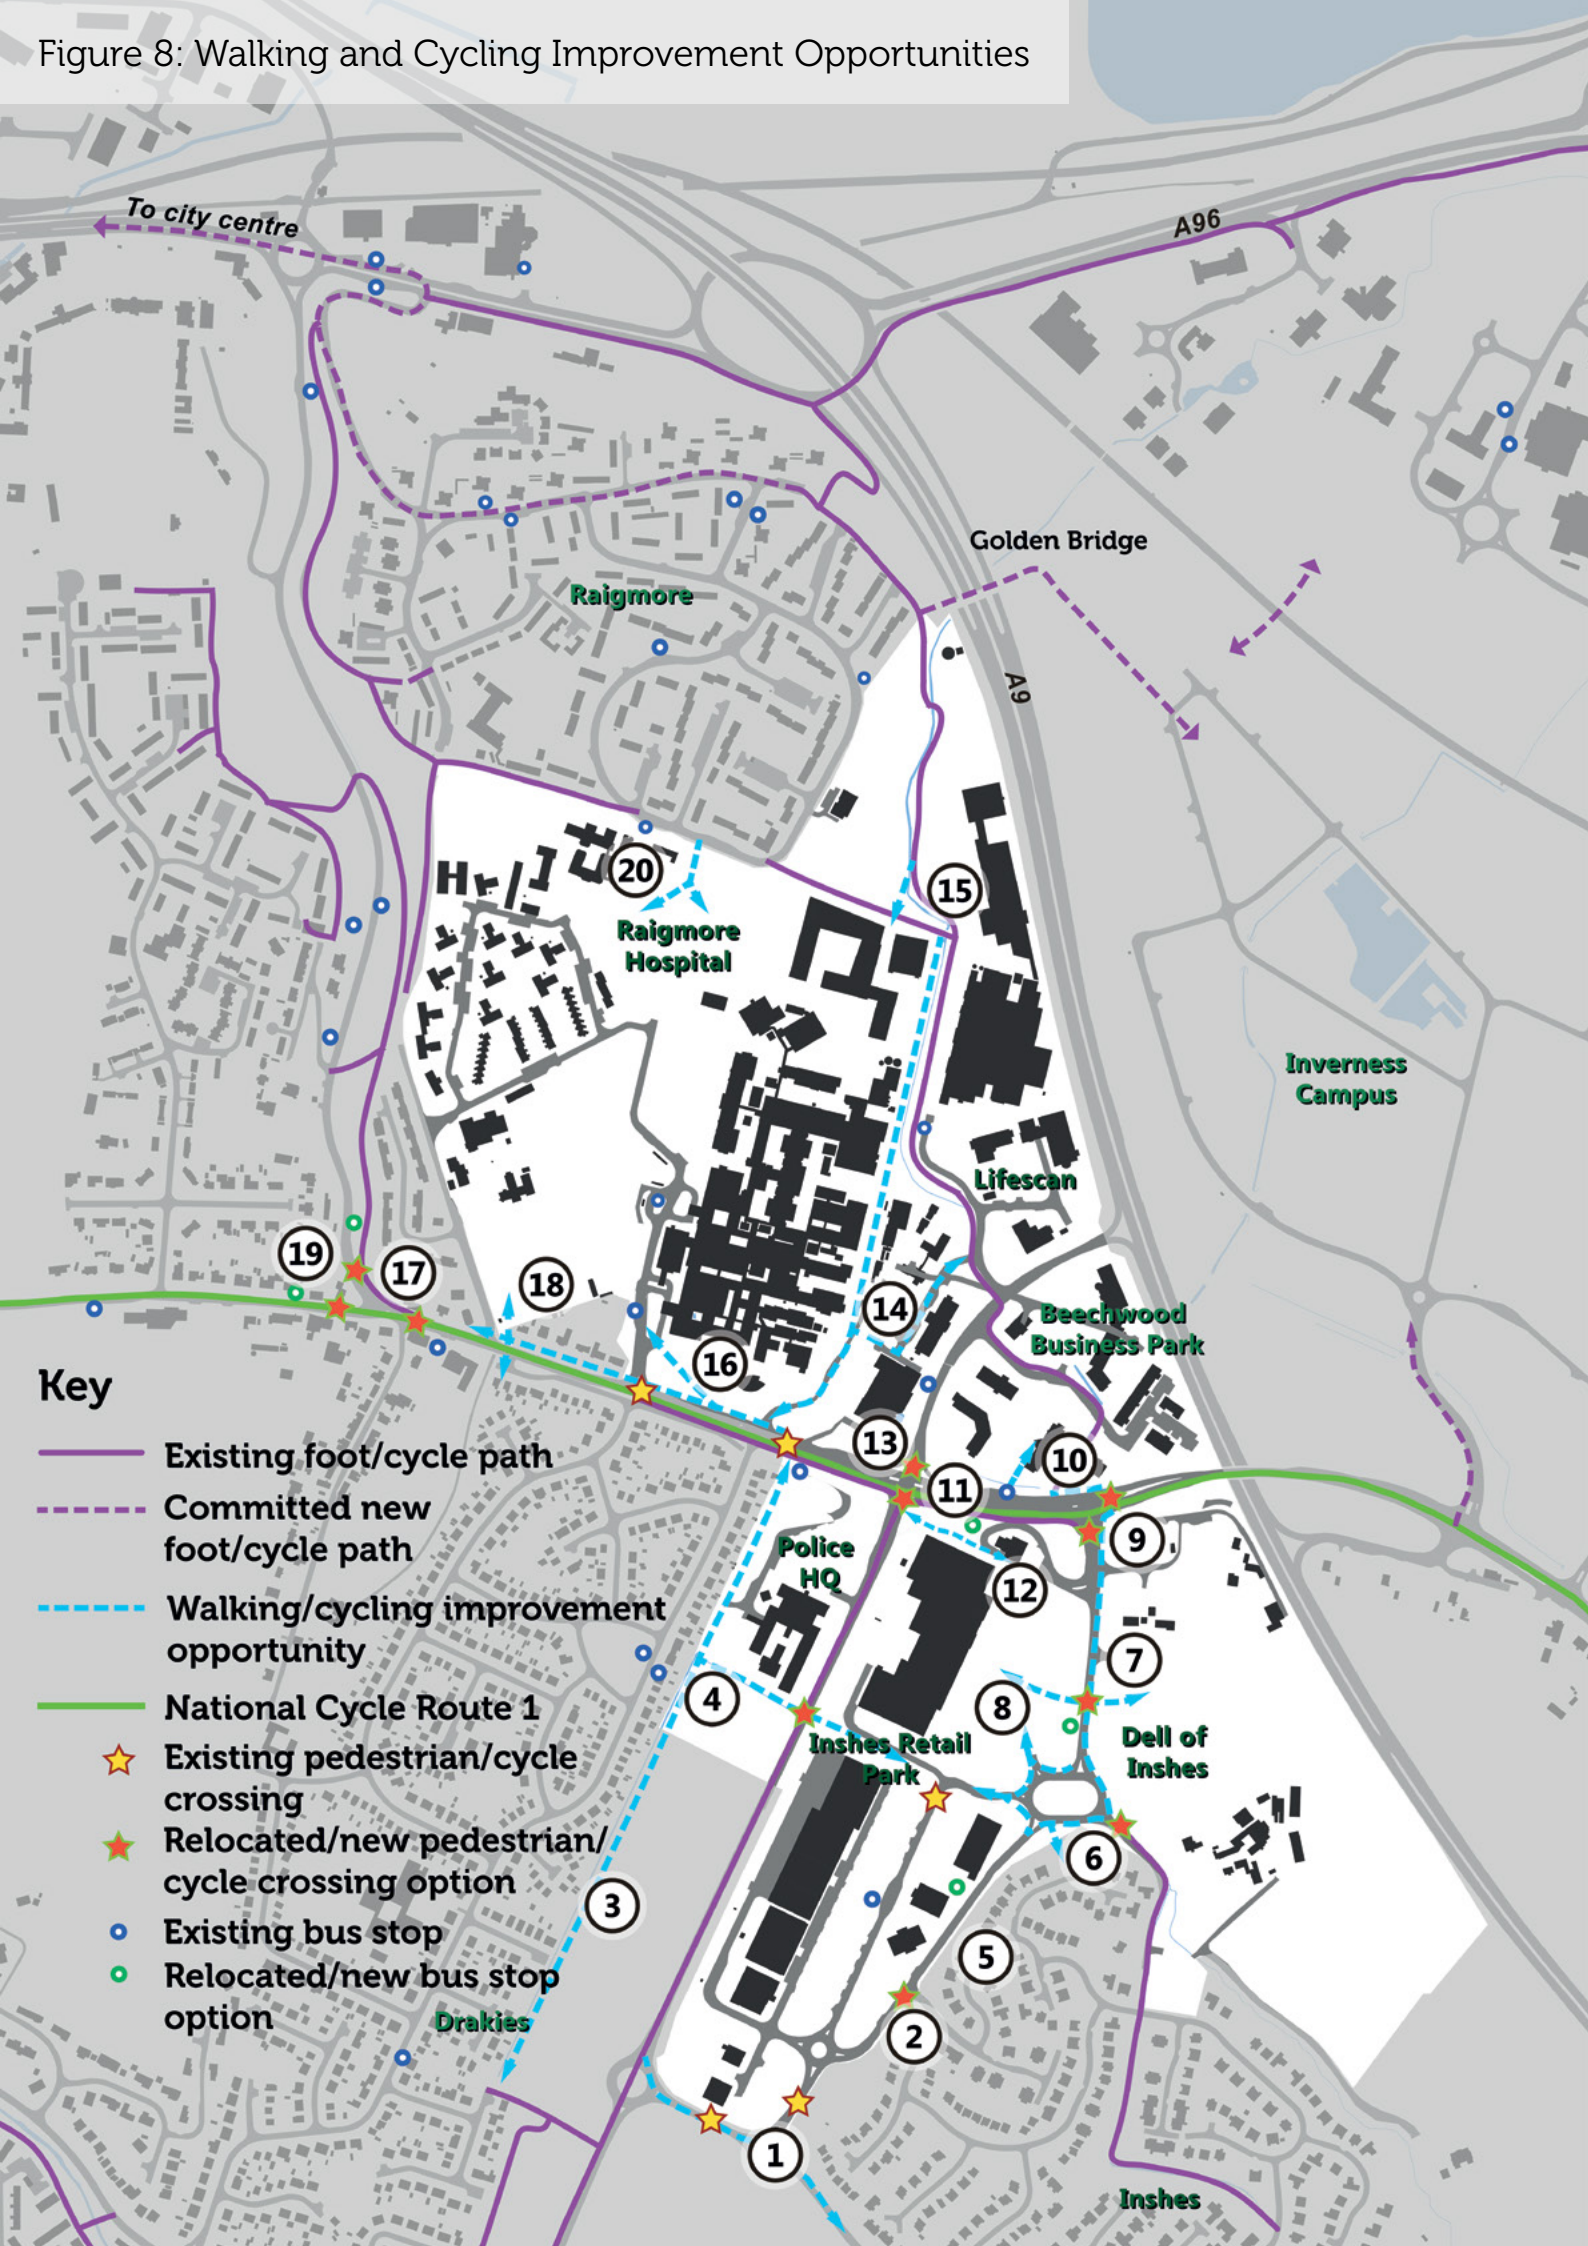 Figure 8: Walking and Cycling Improvement Opportunities
To city centre
A96
Golden Bridge
Raigmore
A9
20
15
Raigmore
Hospital
Inverness
Campus
Lifescan
19
17
18
14
Beechwood
Business Park
16
13
10
11
9
Police
HQ
12
7
4
8
Inshes Retail
Park
Dell of
Inshes
6
3
5
2
Drakies
1
Inshes
Key
Existing foot/cycle path
Committed new
foot/cycle path
Walking/cycling improvement
opportunity
National Cycle Route 1
Existing pedestrian/cycle
crossing
Relocated/new pedestrian/
cycle crossing option
Existing bus stop
Relocated/new bus stop
option